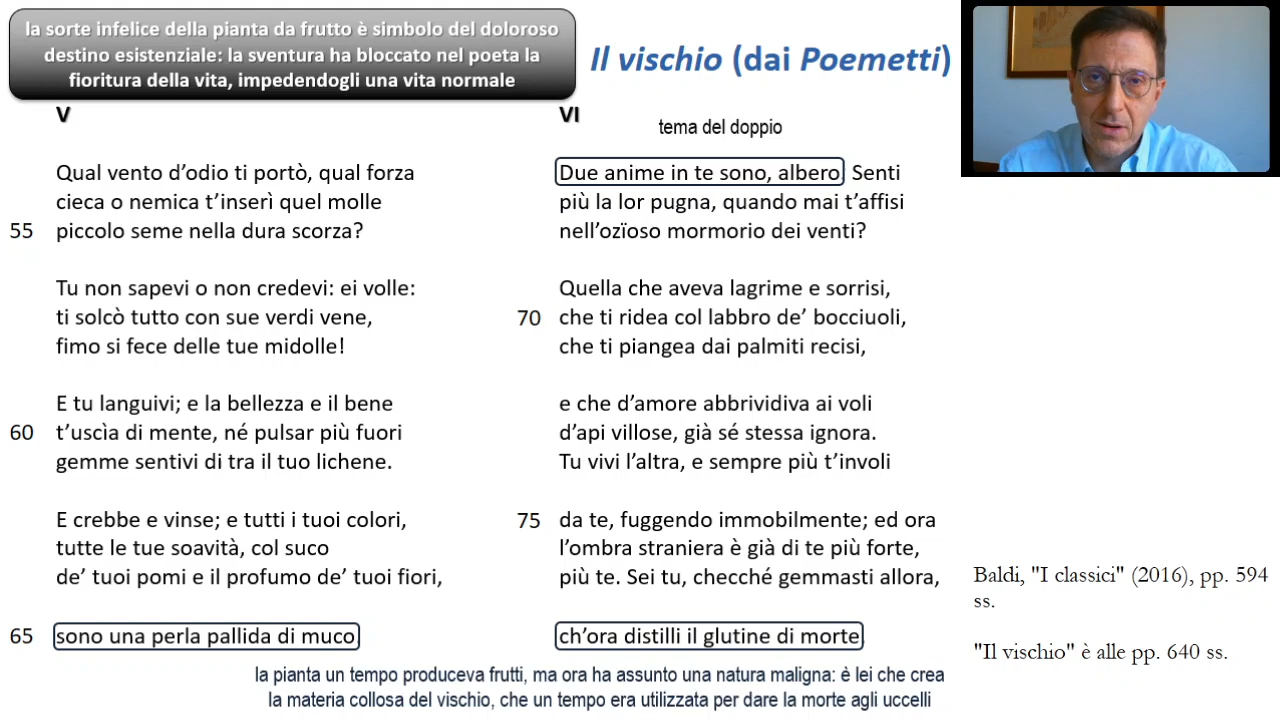 la sorte infelice della pianta da frutto è simbolo del doloroso
destino esistenziale: la sventura ha bloccato nel poeta la
fioritura della vita, impedendogli una vita normale
Il vischio (dai Poemetti)
V
Qual vento d’odio ti portò, qual forza
cieca o nemica t’inserì quel molle
55 piccolo seme nella dura scorza?
Tu non sapevi o non credevi: ei volle:
ti solcò tutto con sue verdi vene,
fimo si fece delle tue midolle!
E tu languivi; e la bellezza e il bene
60 t’uscìa di mente, né pulsar più fuori
gemme sentivi di tra il tuo lichene.
E crebbe e vinse; e tutti i tuoi colori,
tutte le tue soavità, col suco
de’ tuoi pomi e il profumo de’ tuoi fiori,
65 sono una perla pallida di muco
VI
tema del doppio
Due anime in te sono, albero. Senti
più la lor pugna, quando mai t’affisi
nell’ozïoso mormorio dei venti?
Quella che aveva lagrime e sorrisi,
70 che ti ridea col labbro de’ bocciuoli,
che ti piangea dai palmiti recisi,
e che d’amore abbrividiva ai voli
d’api villose, già sé stessa ignora.
Tu vivi l’altra, e sempre più t’involi
75 da te, fuggendo immobilmente; ed ora
l’ombra straniera è già di te più forte,
più te. Sei tu, checché gemmasti allora,
ch’ora distilli il glutine di morte
la pianta un tempo produceva frutti, ma ora ha assunto una natura maligna: è lei che crea
la materia collosa del vischio, che un tempo era utilizzata per dare la morte agli uccelli
Baldi, "I classici" (2016), pp. 594
ss.
"Il vischio" è alle pp. 640 ss.